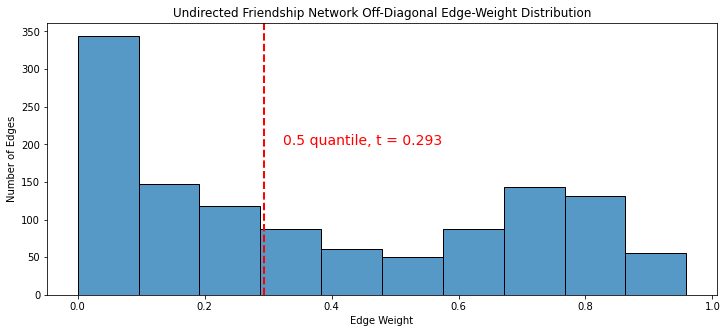 Undirected Friendship Network Off-Diagonal Edge-Weight Distribution
350
300
250
200
150
100
50
0
Number of Edges
0.5 quantile, t = 0.293
0.0 0.2 0.4 0.6 0.8 1.0
Edge Weight